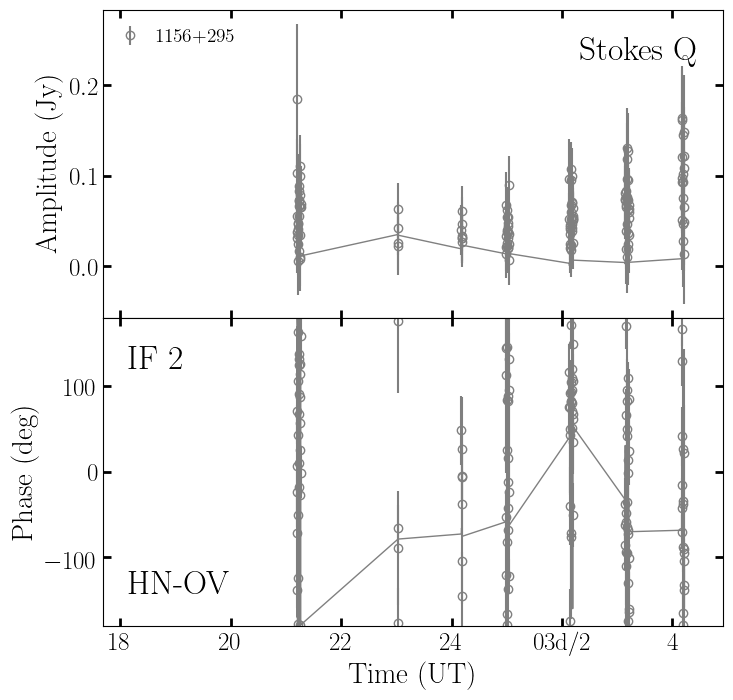 1156+295
Stokes Q
Amplitude (Jy)
0.2
0.1
0.0
IF 2
HN-OV
Phase (deg)
100
0
−100
18 20 22 24 03d/2 4
Time (UT)